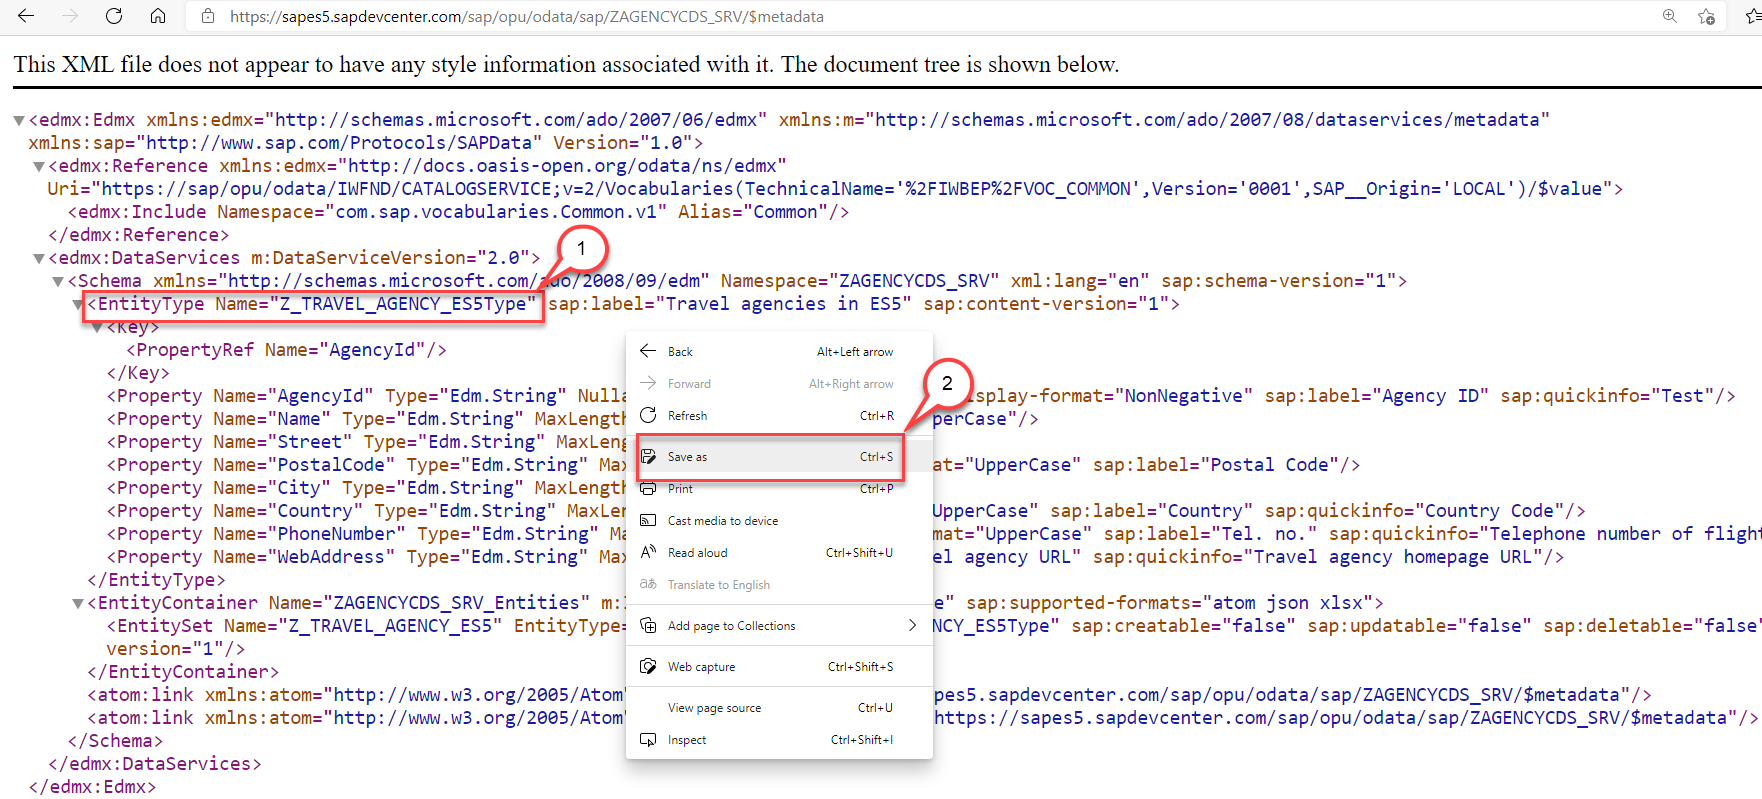 https://sapes5.sapdevcenter.com/sap/opu/odata/sap/ZAGENCYCDS_SRV/$metadata
This XML file does not appear to have any style information associated with it. The document tree is shown below.
▼<edmx:Edmx xmlns:edmx="http://schemas.microsoft.com/ado/2007/06/edmx" xmlns:m="http://schemas.microsoft.com/ado/2007/08/dataservices/metadata"
xmlns:sap="http://www.sap.com/Protocols/SAPData" Version="1.0">
▼<edmx:Reference xmlns:edmx="http://docs.oasis-open.org/odata/ns/edmx"
Uri="https://sap/opu/odata/IWFND/CATALOGSERVICE;v=2/Vocabularies(TechnicalName='%2FIWBEP%2FVOC_COMMON',Version='0001',SAP__Origin='LOCAL')/$value">
<edmx:Include Namespace="com.sap.vocabularies.Common.v1" Alias="Common"/>
</edmx:Reference>
1
▼<edmx:DataServices m:DataServiceVersion="2.0">
▼<Schema xmlns="http://schemas.microsoft.com/ado/2008/09/edm" Namespace="ZAGENCYCDS_SRV" xml:lang="en" sap:schema-version="1">
▼<EntityType Name="Z_TRAVEL_AGENCY_ES5Type" sap:label="Travel agencies in ES5" sap:content-version="1">
▼<Key>
<PropertyRef Name="AgencyId"/>
</Key>
<Property Name="AgencyId" Type="Edm.String" Nulla splay-format="NonNegative" sap:label="Agency ID" sap:quickinfo="Test"/>
<Property Name="Name" Type="Edm.String" MaxLength perCase"/>
<Property Name="Street" Type="Edm.String" MaxLeng
<Property Name="PostalCode" Type="Edm.String" Max at="UpperCase" sap:label="Postal Code"/>
<Property Name="City" Type="Edm.String" MaxLength
<Property Name="Country" Type="Edm.String" MaxLen UpperCase" sap:label="Country" sap:quickinfo="Country Code"/>
<Property Name="PhoneNumber" Type="Edm.String" Ma mat="UpperCase" sap:label="Tel. no." sap:quickinfo="Telephone number of flight
<Property Name="WebAddress" Type="Edm.String" Max el agency URL" sap:quickinfo="Travel agency homepage URL"/>
</EntityType>
▼<EntityContainer Name="ZAGENCYCDS_SRV_Entities" m: e" sap:supported-formats="atom json xlsx">
<EntitySet Name="Z_TRAVEL_AGENCY_ES5" EntityType= NCY_ES5Type" sap:creatable="false" sap:updatable="false" sap:deletable="false"
version="1"/>
</EntityContainer>
<atom:link xmlns:atom="http://www.w3.org/2005/Atom" pes5.sapdevcenter.com/sap/opu/odata/sap/ZAGENCYCDS_SRV/$metadata"/>
<atom:link xmlns:atom="http://www.w3.org/2005/Atom" https://sapes5.sapdevcenter.com/sap/opu/odata/sap/ZAGENCYCDS_SRV/$metadata"/>
</Schema>
</edmx:DataServices>
</edmx:Edmx>
Back Alt+Left arrow
Forward Alt+Right arrow
2
Refresh Ctrl+R
Save as Ctrl+S
Print Ctrl+P
Cast media to device
Read aloud Ctrl+Shift+U
Translate to English
Add page to Collections
Web capture Ctrl+Shift+S
View page source Ctrl+U
Inspect Ctrl+Shift+I